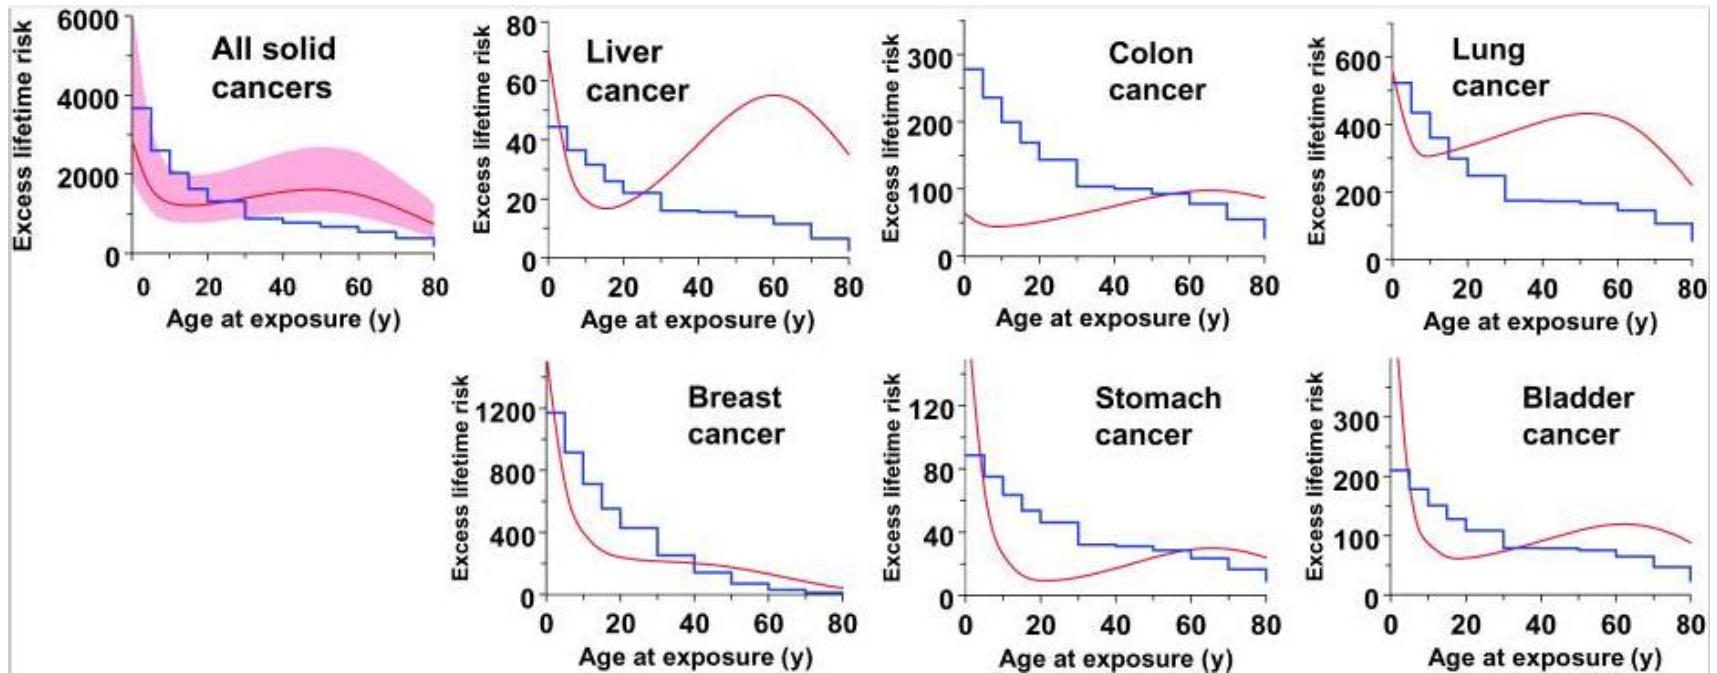 Excess lifetime risk
6000
4000
2000
0
All solid
cancers
0 20 40 60 80
Age at exposure (y)
Excess lifetime risk
80
60
40
20
0
Liver
cancer
0 20 40 60 80
Age at exposure (y)
Excess lifetime risk
300
200
100
0
Colon
cancer
0 20 40 60 80
Age at exposure (y)
Excess lifetime risk
600
400
200
0
Lung
cancer
0 20 40 60 80
Age at exposure (y)
Excess lifetime risk
1200
800
400
0
Breast
cancer
0 20 40 60 80
Age at exposure (y)
Excess lifetime risk
120
80
40
0
Stomach
cancer
0 20 40 60 80
Age at exposure (y)
Excess lifetime risk
300
200
100
0
Bladder
cancer
0 20 40 60 80
Age at exposure (y)